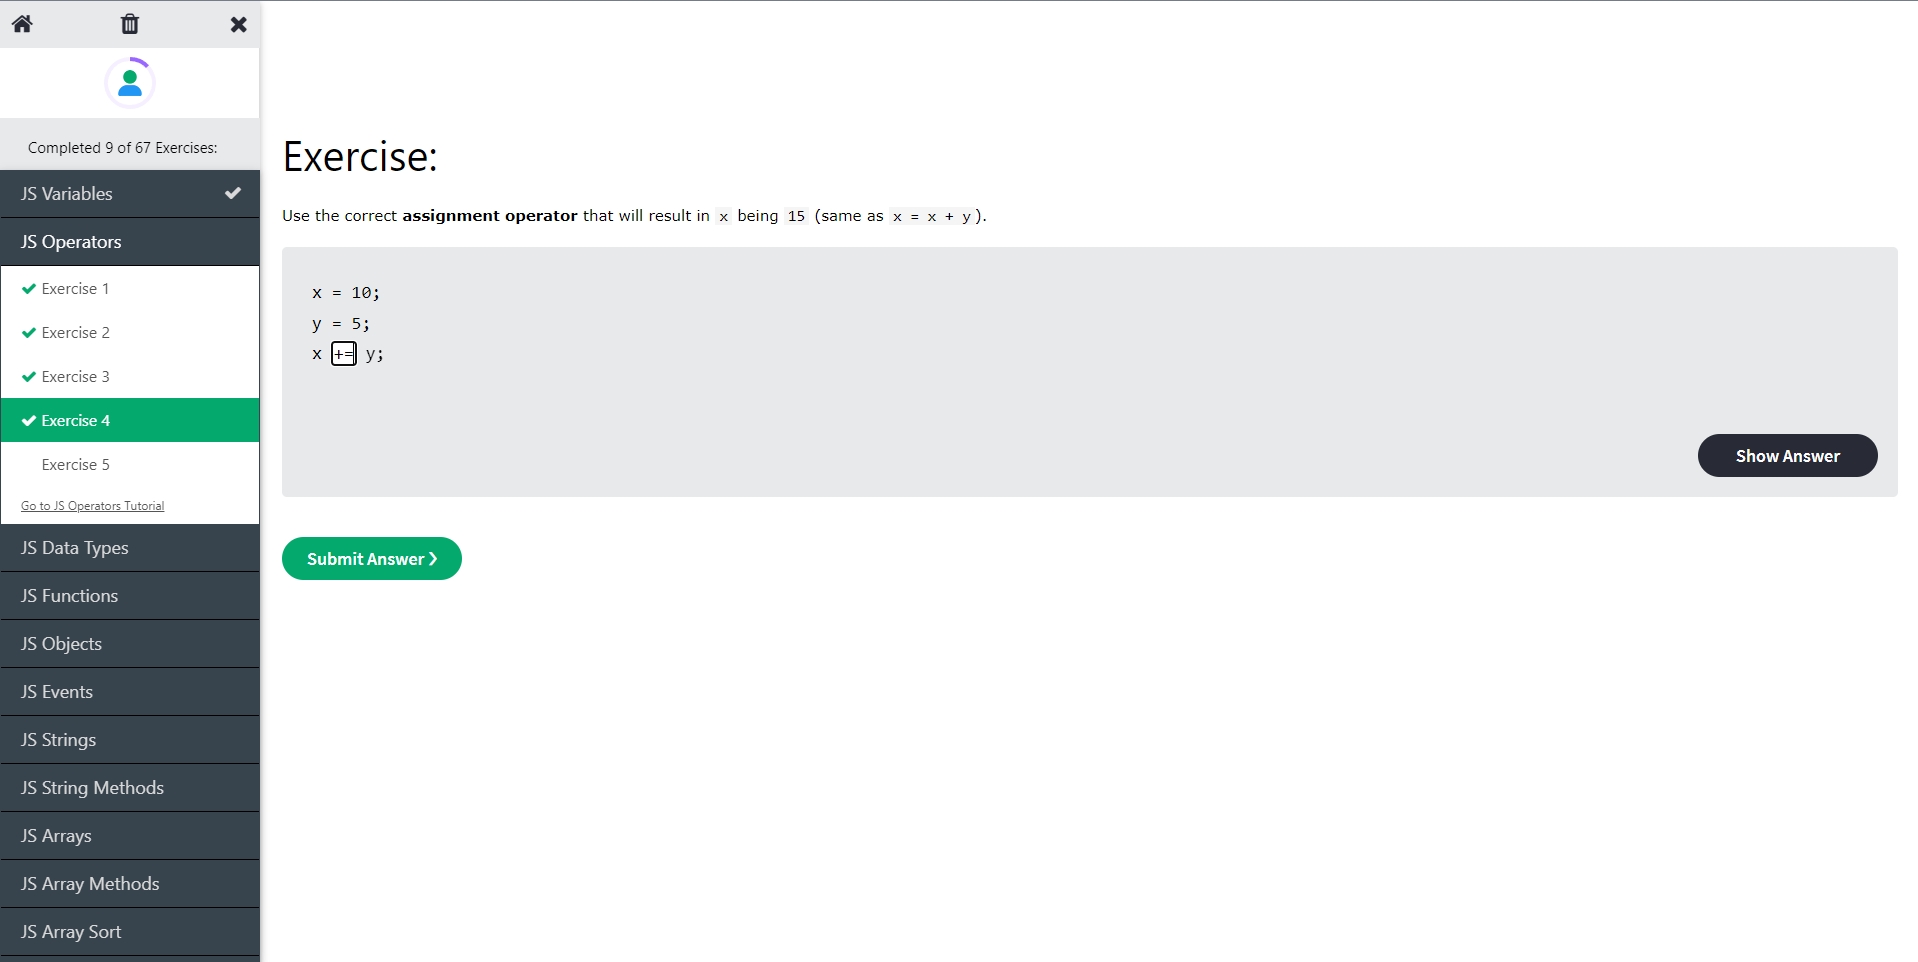 Completed 9 of 67 Exercises:
JS Variables
JS Operators
Exercise 1
Exercise 2
Exercise 3
Exercise 4
Exercise 5
Go to JS Operators Tutorial
JS Data Types
JS Functions
JS Objects
JS Events
JS Strings
JS String Methods
JS Arrays
JS Array Methods
JS Array Sort
Exercise:
Use the correct assignment operator that will result in x being 15 (same as x = x + y).
x = 10;
y = 5;
x += y;
Show Answer
Submit Answer ❯